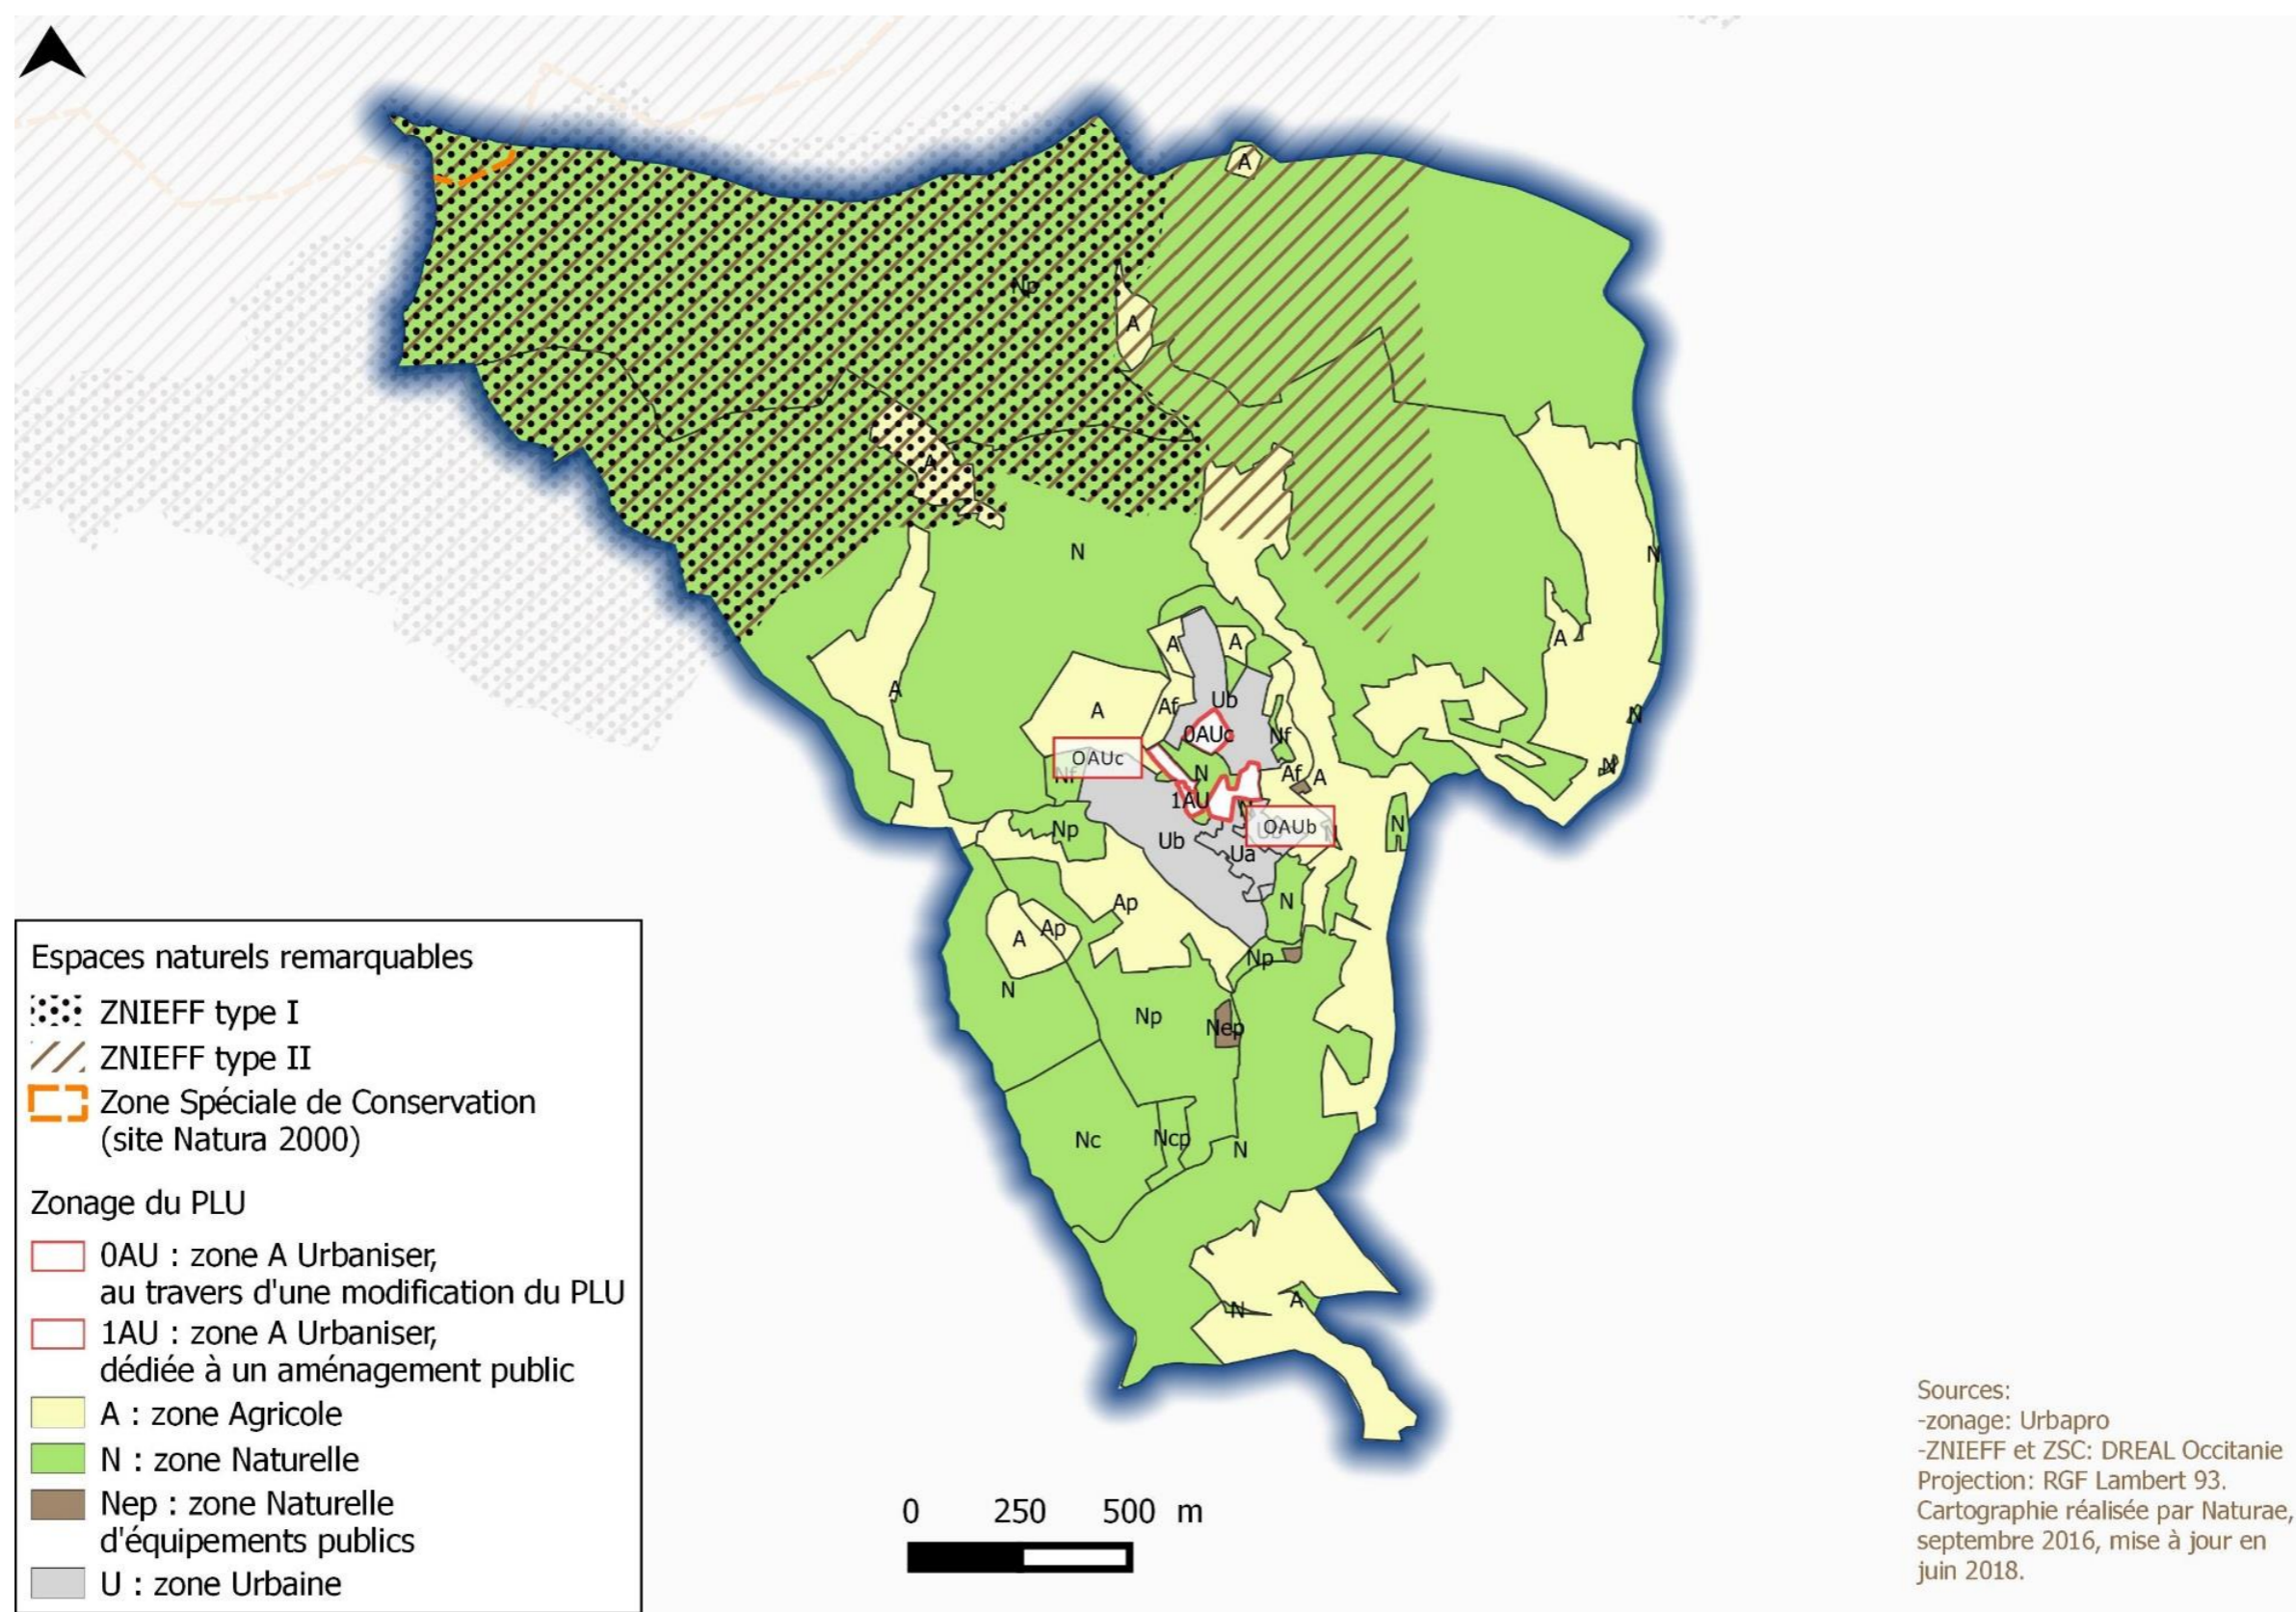 A
Np
A
A
N
N
A
A
A
A
Af
Ub
A
N
0AUc
Nf
OAUc
Nf
N
Af
A
N
1AU
N
OAUb
Ub
N
N
Np
Ub
Ua
Ap
N
A
Ap
Np
N
Np
Nep
Nc
Ncp
N
N
A
Espaces naturels remarquables
ZNIEFF type I
ZNIEFF type II
Zone Spéciale de Conservation
(site Natura 2000)
Zonage du PLU
0AU : zone A Urbaniser,
au travers d'une modification du PLU
1AU : zone A Urbaniser,
dédiée à un aménagement public
A : zone Agricole
N : zone Naturelle
Nep : zone Naturelle
d'équipements publics
U : zone Urbaine
0 250 500 m
Sources:
-zonage: Urbapro
-ZNIEFF et ZSC: DREAL Occitanie
Projection: RGF Lambert 93.
Cartographie réalisée par Naturae,
septembre 2016, mise à jour en
juin 2018.